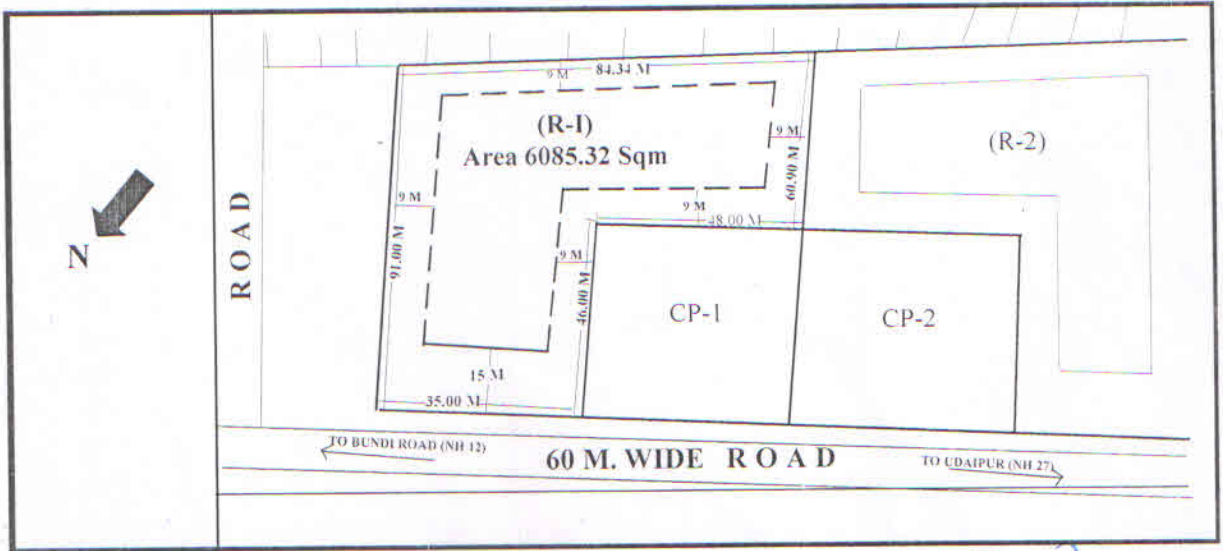 9 M
84.34 M
(R-I)
Area 6085.32 Sqm
9 M
60.90 M
(R-2)
9 M
9 M
48.00 M
N
ROAD
91.00 M
9 M
46.00 M
CP-1
CP-2
15 M
35.00 M
TO BUNDI ROAD (NH 12)
60 M. WIDE ROAD
TO UDAIPUR (NH 27)